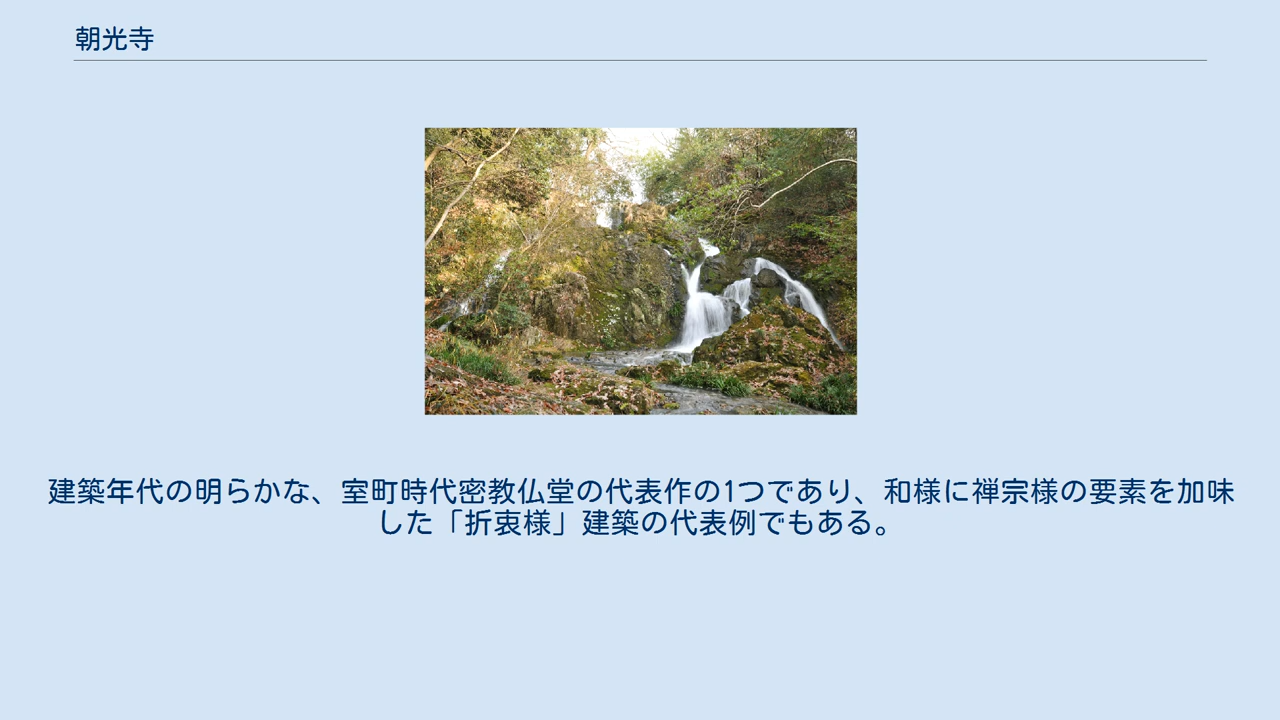 朝光寺
建築年代の明らかな、室町時代密教仏堂の代表作の1つであり、和様に禅宗様の要素を加味
した「折衷様」建築の代表例でもある。